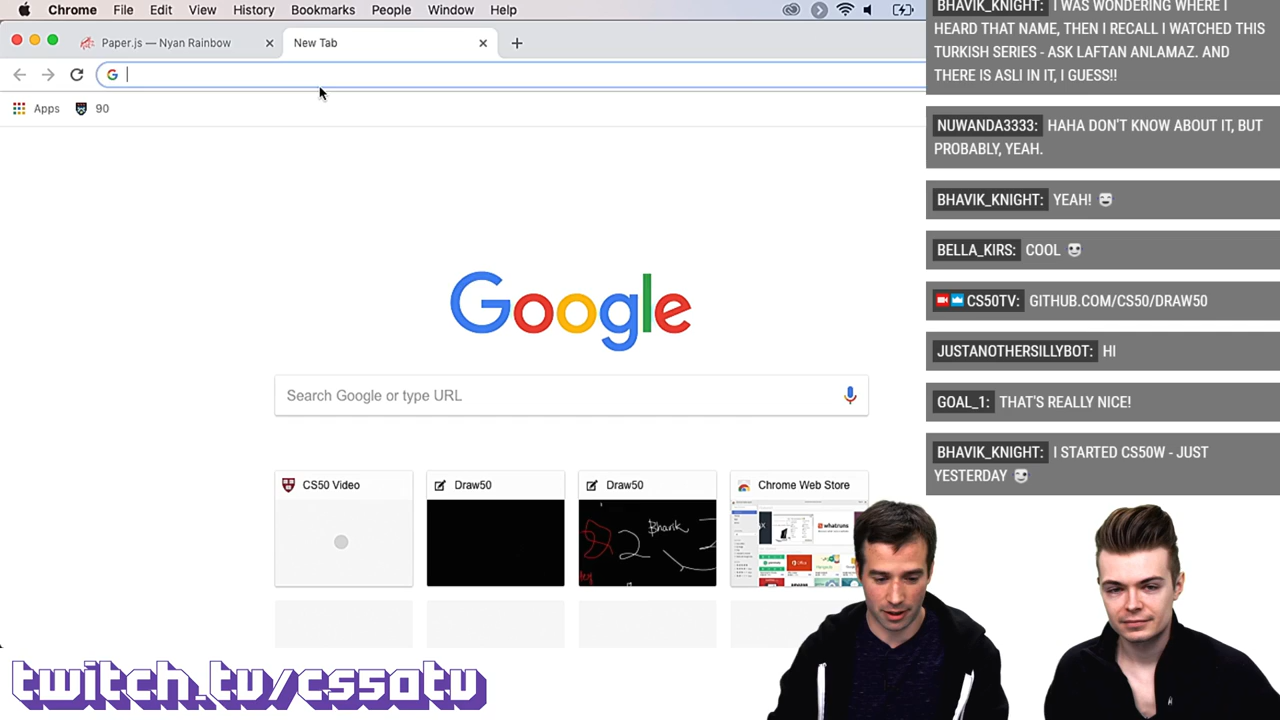 Chrome File Edit View History Bookmarks People Window Help
Paper.js — Nyan Rainbow
New Tab
Apps
90
Google
Search Google or type URL
CS50 Video
Draw50
Draw50
Chrome Web Store
Bhavik
whatruns
BHAVIK_KNIGHT: I WAS WONDERING WHERE I
HEARD THAT NAME, THEN I RECALL I WATCHED THIS
TURKISH SERIES - ASK LAFTAN ANLAMAZ. AND
THERE IS ASLI IN IT, I GUESS!!
NUWANDA3333: HAHA DON'T KNOW ABOUT IT, BUT
PROBABLY, YEAH.
BHAVIK_KNIGHT: YEAH!
BELLA_KIRS: COOL
CS50TV: GITHUB.COM/CS50/DRAW50
JUSTANOTHERSILLYBOT: HI
GOAL_1: THAT'S REALLY NICE!
BHAVIK_KNIGHT: I STARTED CS50W - JUST
YESTERDAY
twitch.tv/cs50tv